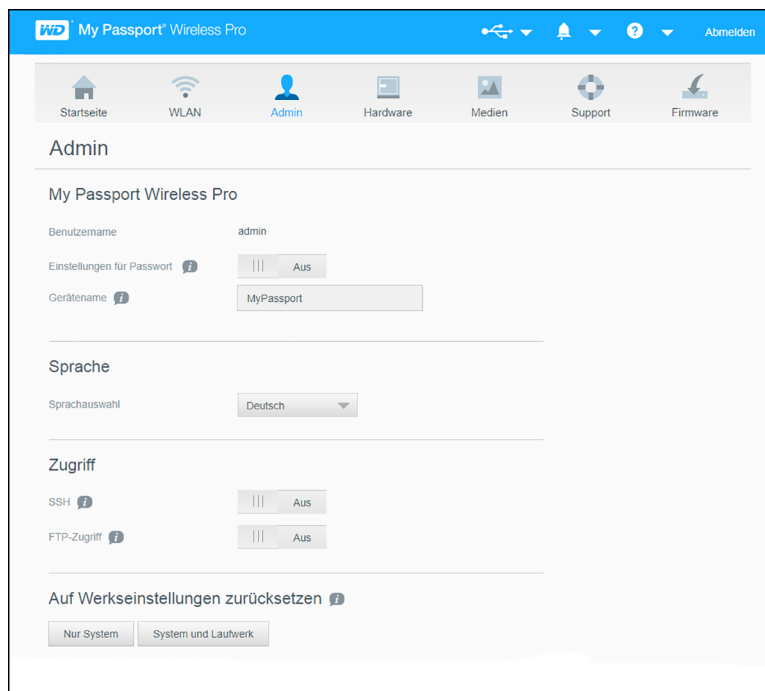 WD My Passport® Wireless Pro
? Abmelden
Startseite WLAN Admin Hardware Medien Support Firmware
Admin
My Passport Wireless Pro
Benutzername admin
Einstellungen für Passwort i Aus
Gerätename i MyPassport
Sprache
Sprachauswahl Deutsch
Zugriff
SSH i Aus
FTP-Zugriff i Aus
Auf Werkseinstellungen zurücksetzen i
Nur System System und Laufwerk